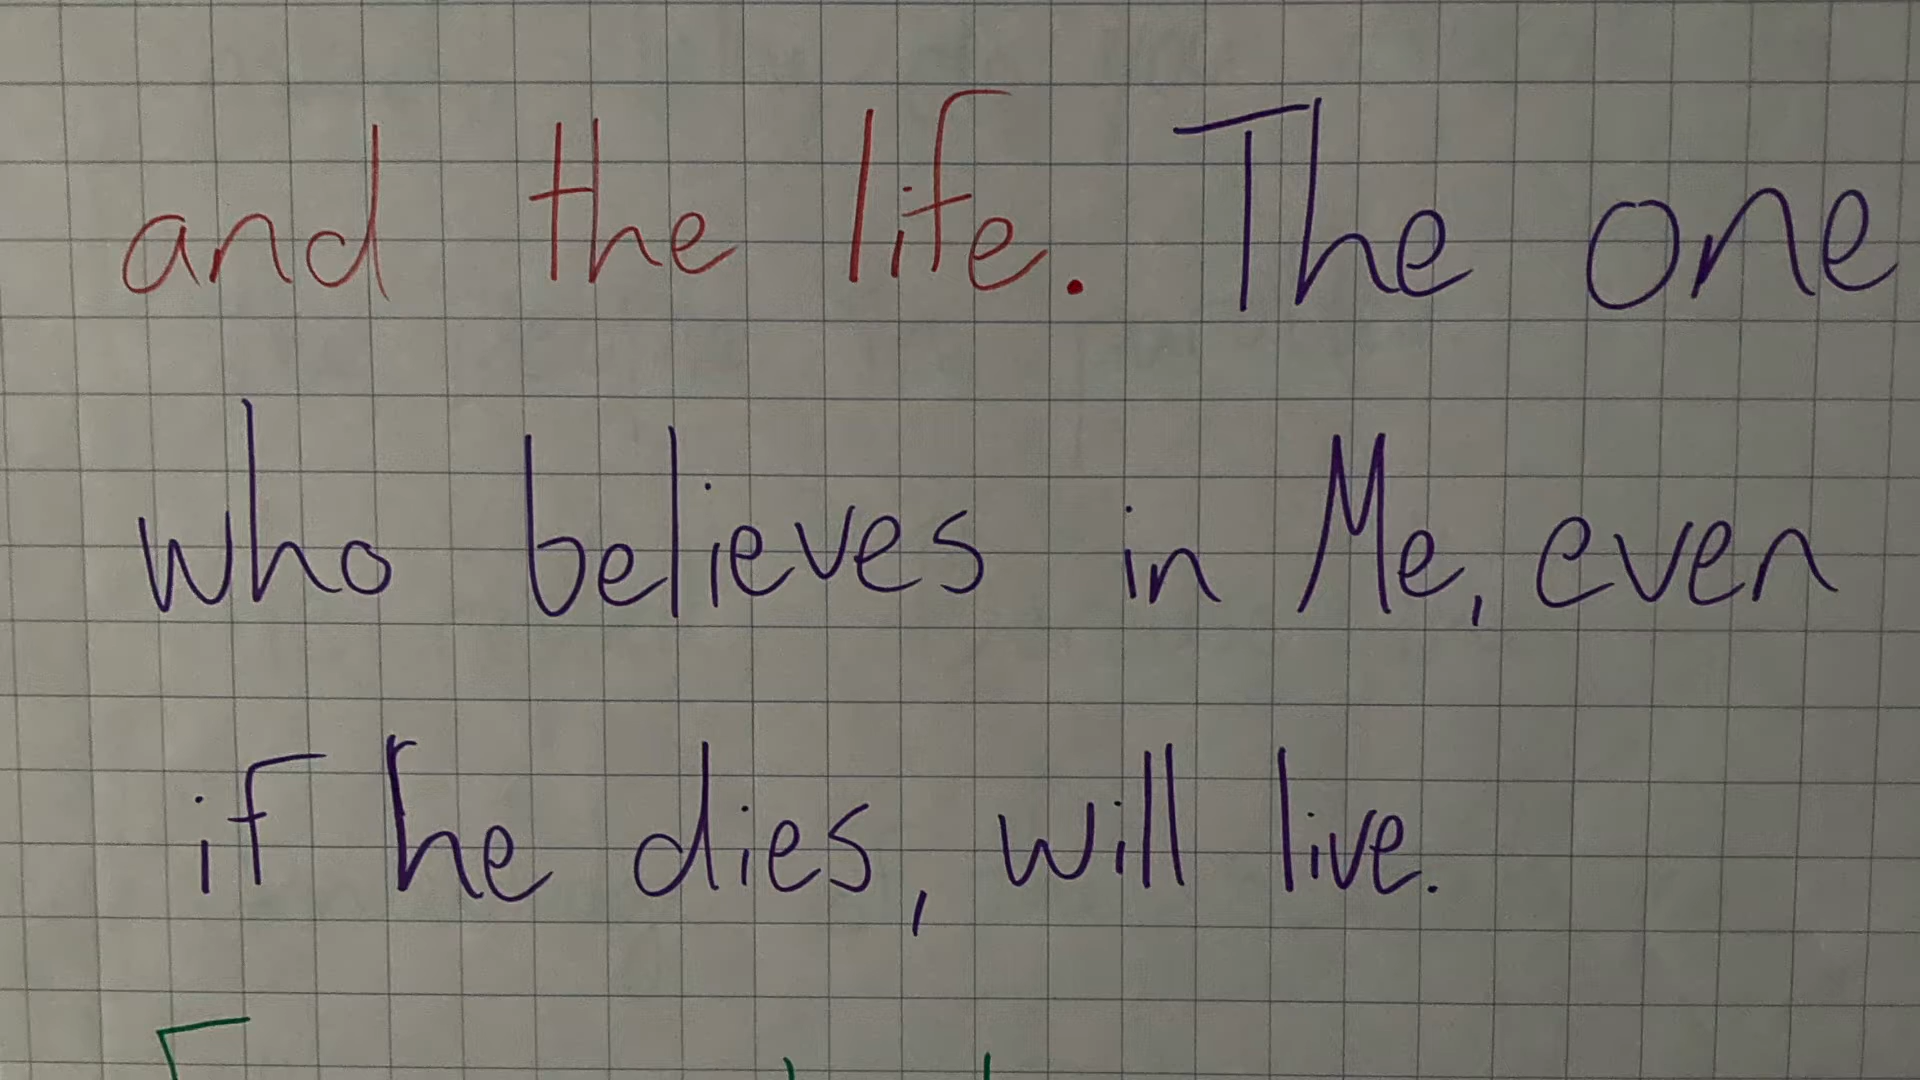 and the life. The one
who believes in Me, even
if he dies, will live.